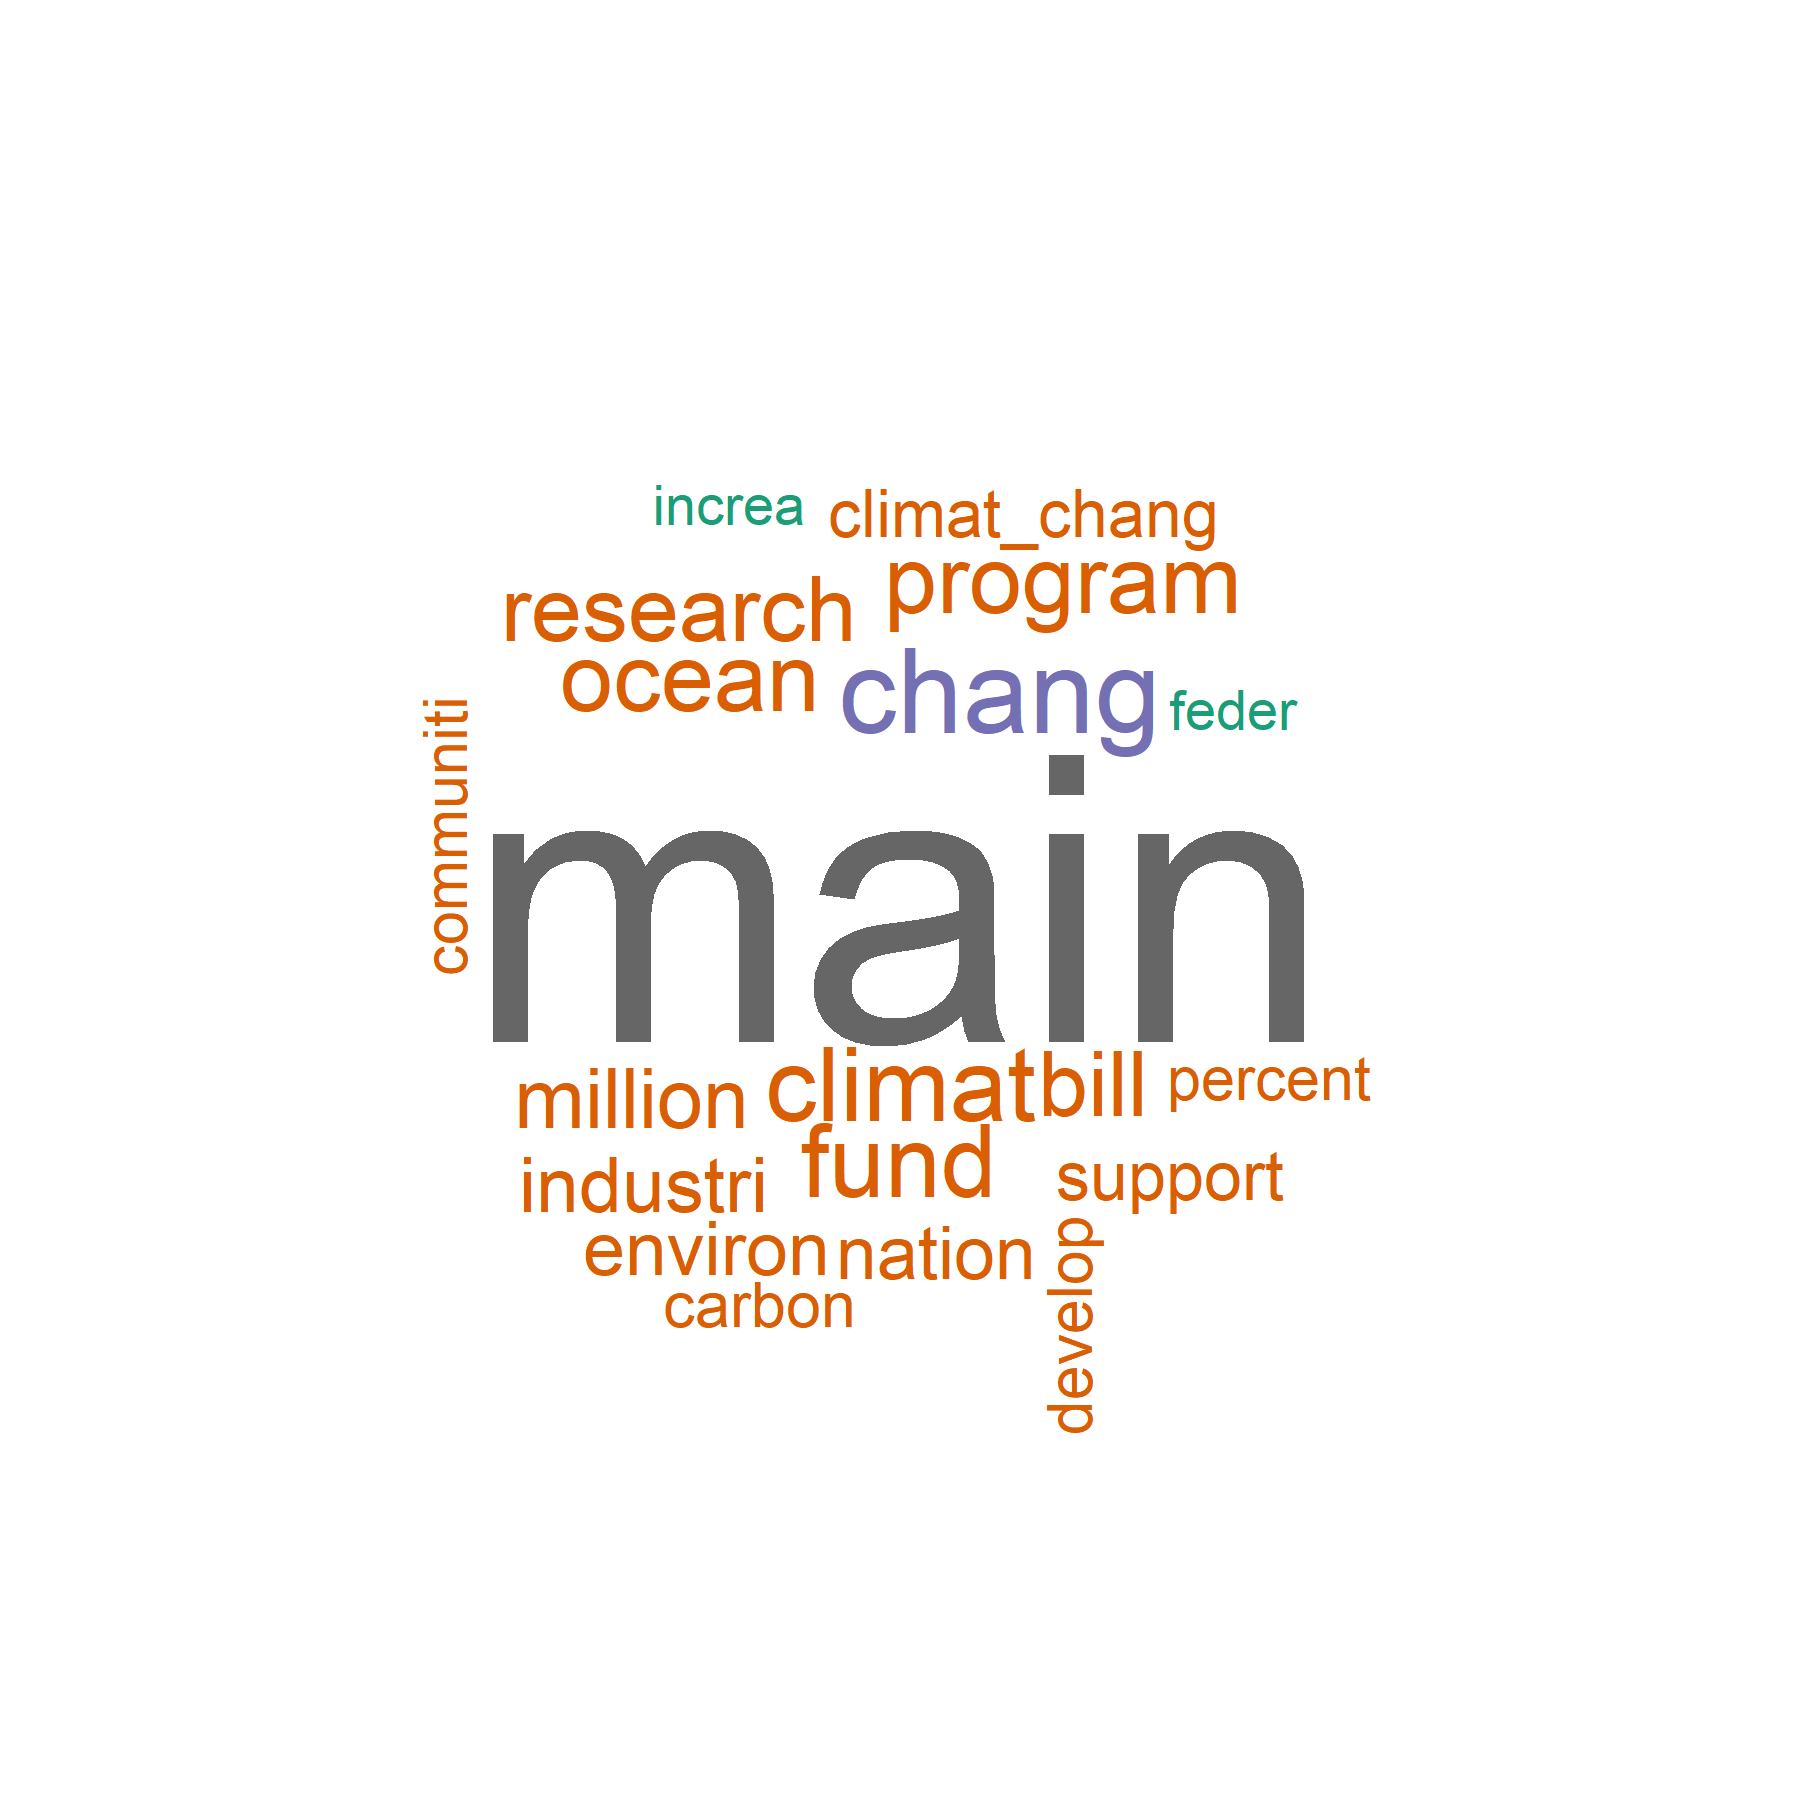 increa
climat_chang
research
program
ocean
chang
feder
communiti
main
million
climat
bill
percent
industri
fund
support
environ
nation
carbon
develop